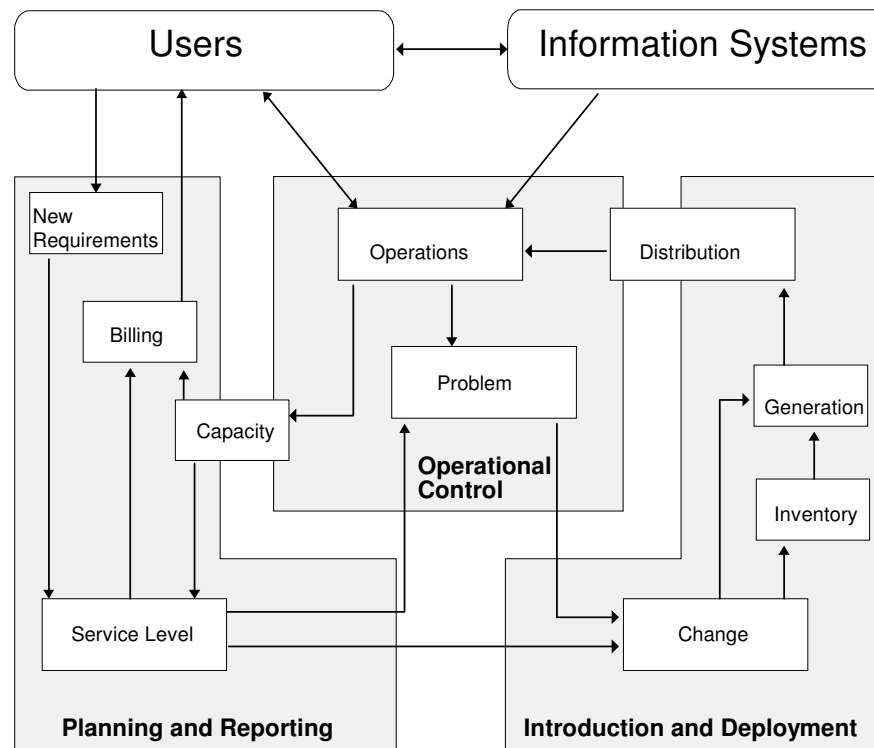 Users
Information Systems
New
Requirements
Operations
Distribution
Billing
Problem
Capacity
Generation
Operational
Control
Inventory
Service Level
Change
Planning and Reporting
Introduction and Deployment